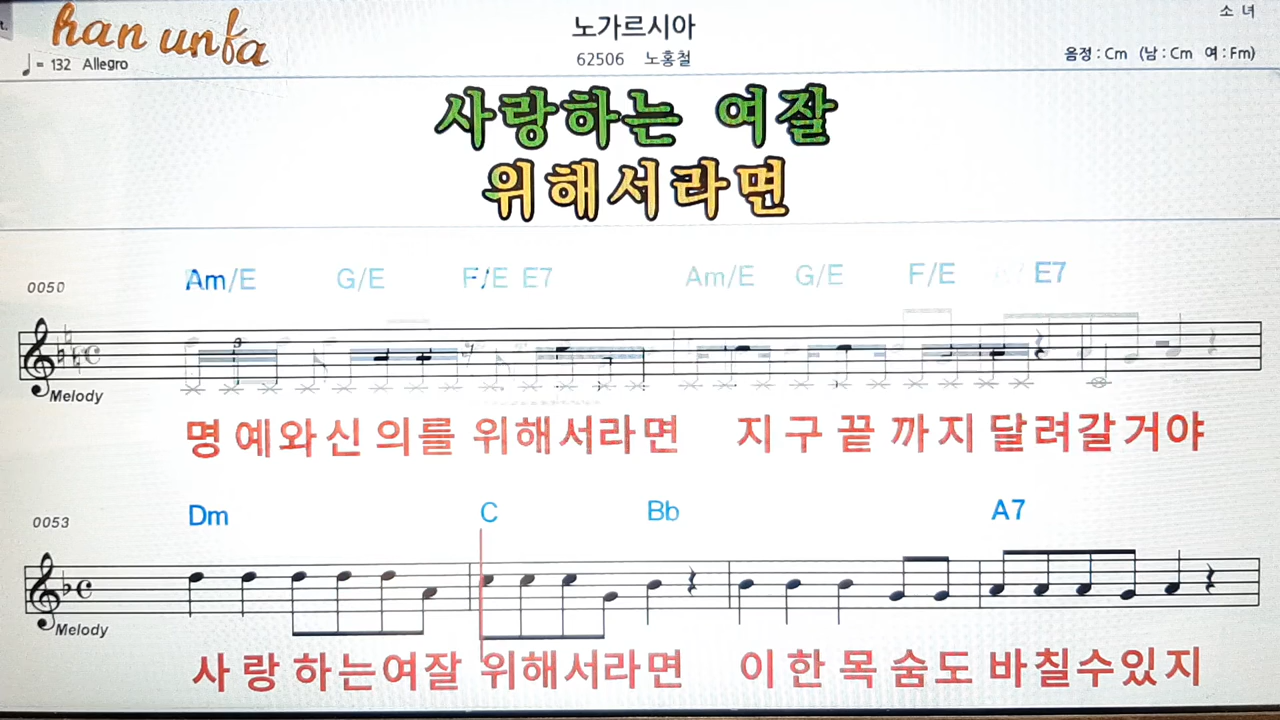 t.
han unfa
노가르시아
소 녀
♩ = 132 Allegro
62506 노홍철
음정 : Cm (남 : Cm 여 : Fm)
사랑하는 여잘
위해서라면
Am/E G/E F/E E7 Am/E G/E F/E E7
0050
3
Melody
명 예와 신 의를 위해서라면 지 구 끝 까 지 달려갈거야
Dm C Bb A7
0053
Melody
사 랑 하는여잘 위해서라면 이 한 목 숨 도 바칠수있지